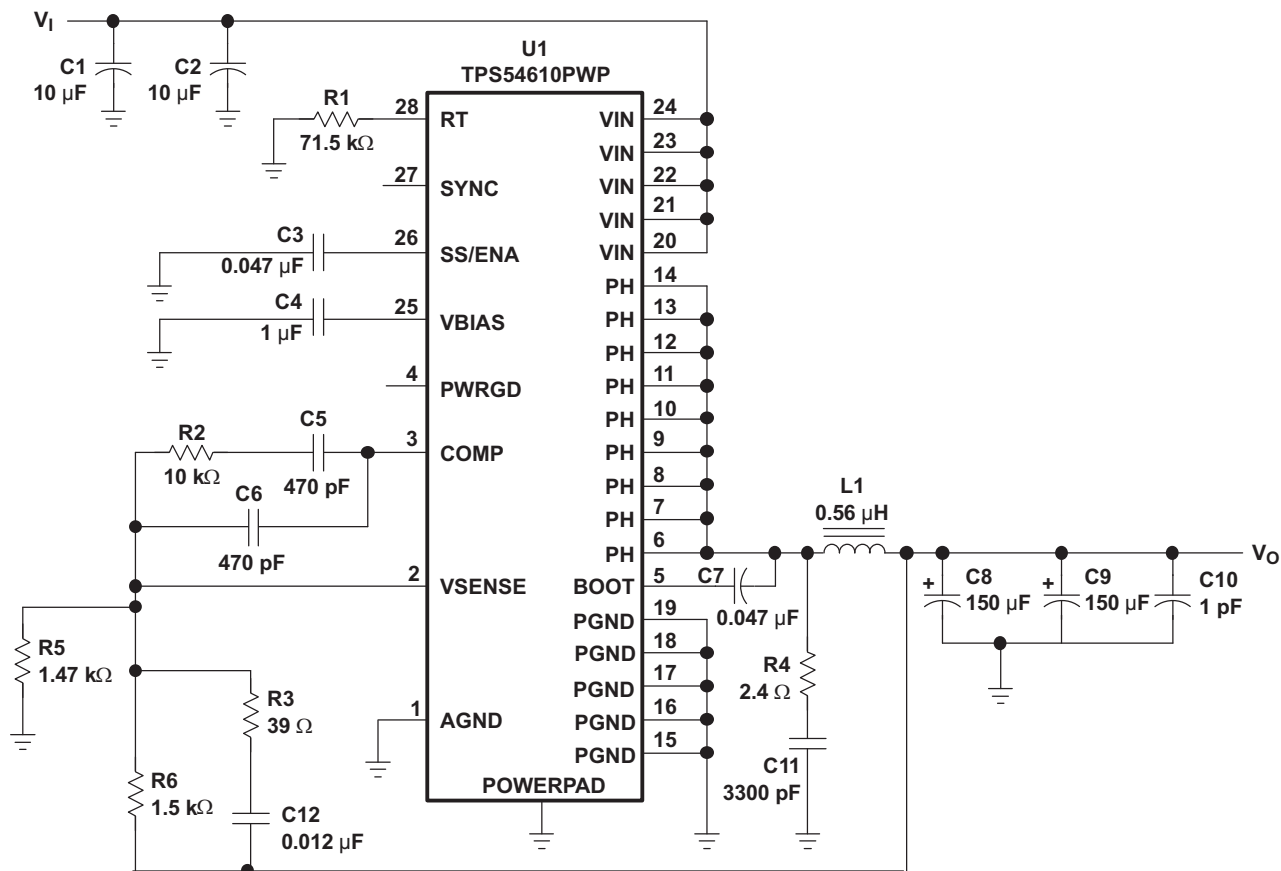 V_I
C1
10 µF
C2
10 µF
U1
TPS54610PWP
R1
71.5 kΩ
28
RT
VIN
24
VIN
23
27
SYNC
VIN
22
VIN
21
C3
0.047 µF
26
SS/ENA
VIN
20
PH
14
C4
1 µF
25
VBIAS
PH
13
PH
12
4
PWRGD
PH
11
PH
10
R2
10 kΩ
C5
470 pF
3
COMP
PH
9
PH
8
C6
470 pF
PH
7
L1
0.56 µH
PH
6
V_O
2
VSENSE
BOOT
5
C7
0.047 µF
+
C8
150 µF
+
C9
150 µF
C10
1 pF
PGND
19
R5
1.47 kΩ
PGND
18
PGND
17
R4
2.4 Ω
R3
39 Ω
1
AGND
PGND
16
PGND
15
C11
3300 pF
R6
1.5 kΩ
POWERPAD
C12
0.012 µF